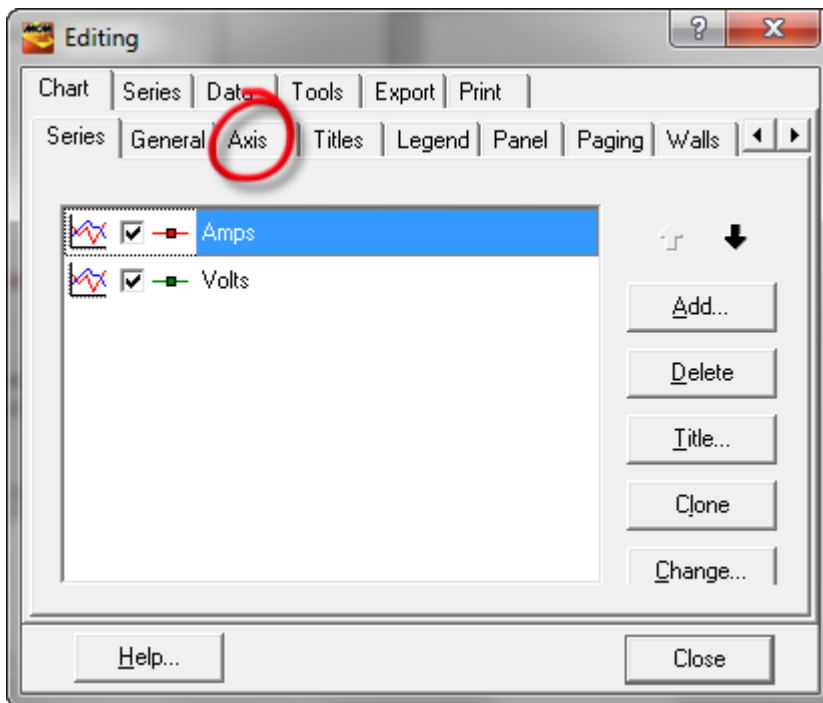 MCM
Editing
Chart Series Data Tools Export Print
Series General Axis Titles Legend Panel Paging Walls
Amps
Volts
Add...
Delete
Title...
Clone
Change...
Help...
Close